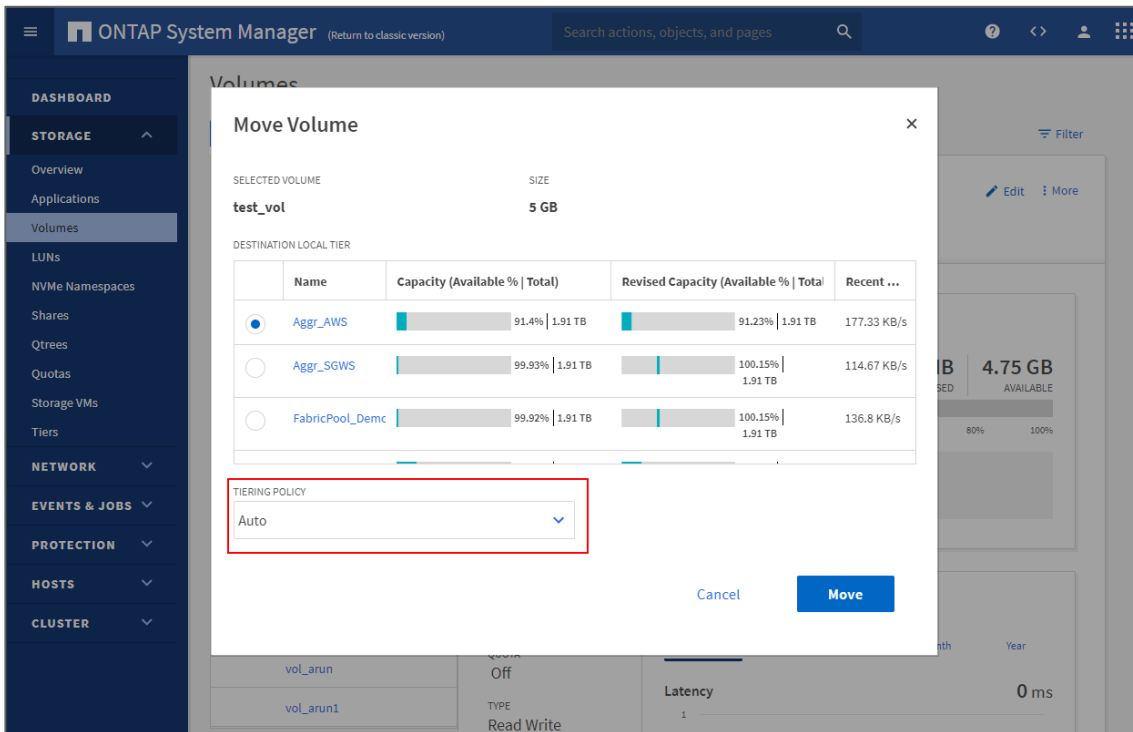 ONTAP System Manager (Return to classic version)
Search actions, objects, and pages
DASHBOARD
STORAGE
Overview
Applications
Volumes
LUNs
NVMe Namespaces
Shares
Qtrees
Quotas
Storage VMs
Tiers
NETWORK
EVENTS & JOBS
PROTECTION
HOSTS
CLUSTER
Volumes
Filter
Edit
More
Move Volume
SELECTED VOLUME SIZE
test_vol 5 GB
DESTINATION LOCAL TIER
Name Capacity (Available % | Total) Revised Capacity (Available % | Total Recent ...
Aggr_AWS 91.4% 1.91 TB 91.23% 1.91 TB 177.33 KB/s
Aggr_SGWS 99.93% 1.91 TB 100.15% 1.91 TB 114.67 KB/s
FabricPool_Demo 99.92% 1.91 TB 100.15% 1.91 TB 136.8 KB/s
TIERING POLICY
Auto
Cancel Move
4.75 GB
AVAILABLE
80% 100%
vol_arun
vol_arun1
QUOTA
Off
TYPE
Read Write
Year
Latency 0 ms
1